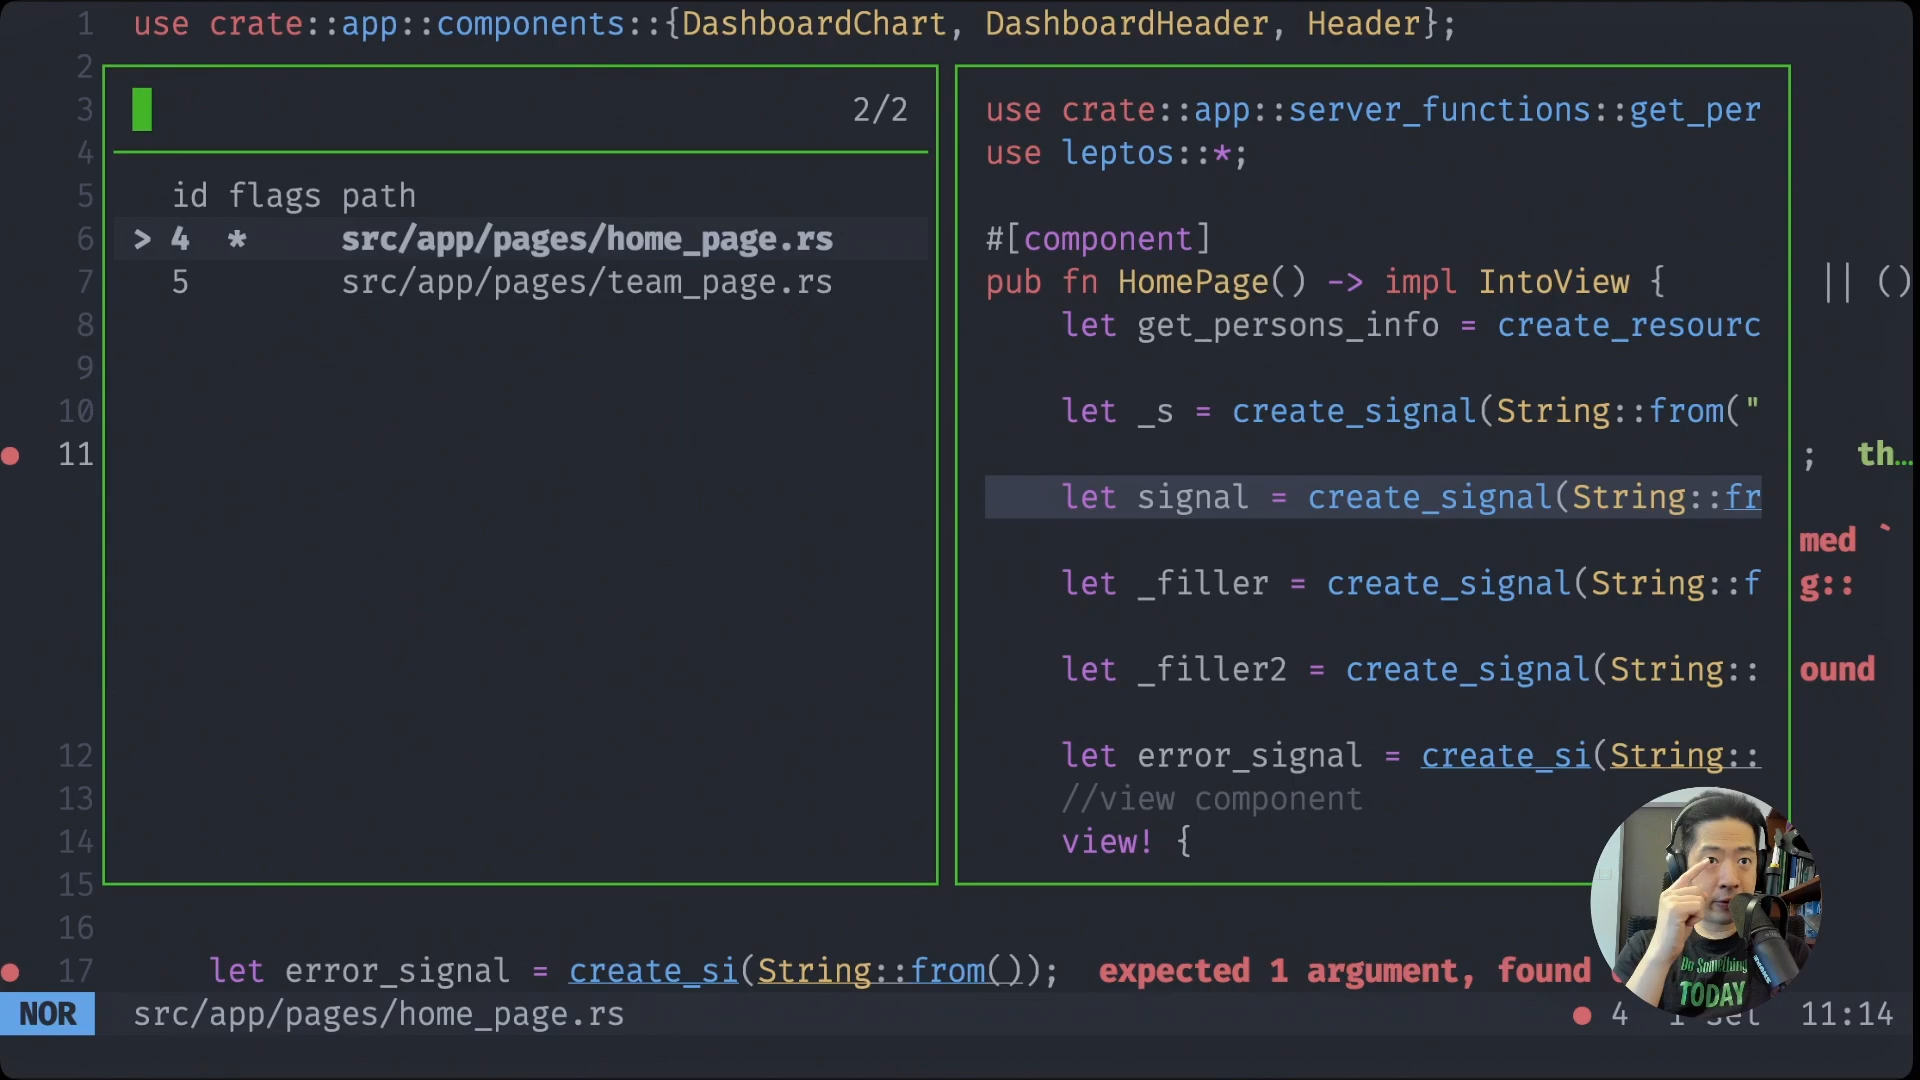 1 use crate::app::components::{DashboardChart, DashboardHeader, Header};
2
3
4
5
6
7
8
9
10
11
12
13
14
15
16
17 let error_signal = create_si(String::from()); expected 1 argument, found
2/2
id flags path
> 4 * src/app/pages/home_page.rs
5 src/app/pages/team_page.rs
use crate::app::server_functions::get_per
use leptos::*;
#[component]
pub fn HomePage() -> impl IntoView {
let get_persons_info = create_resourc
let _s = create_signal(String::from("
let signal = create_signal(String::fr
let _filler = create_signal(String::f
let _filler2 = create_signal(String::
let error_signal = create_si(String::
//view component
view! {
|| ()
; th…
med `
g::
ound
Do Something
TODAY
NOR src/app/pages/home_page.rs 4 1 sel 11:14